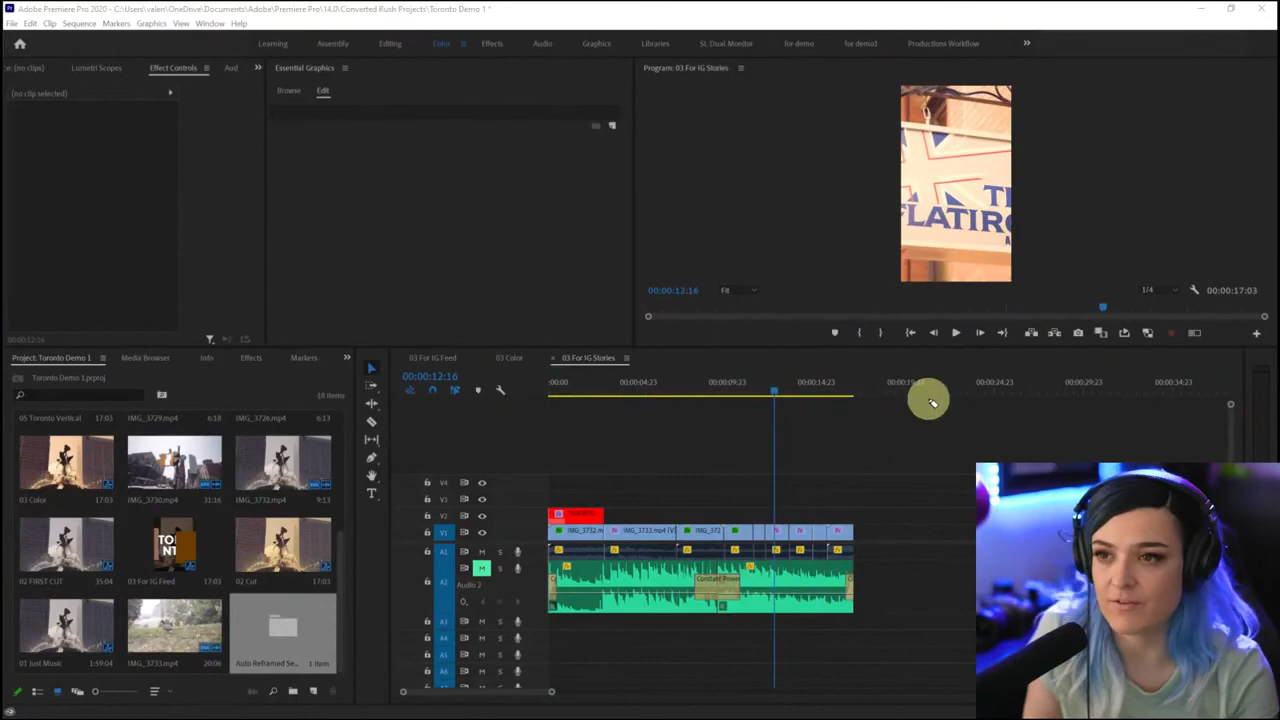 Adobe Premiere Pro 2020 - C:\Users\valen\OneDrive\Documents\Adobe\Premiere Pro\14.0\Converted Rush Projects\Toronto Demo 1 *
File Edit Clip Sequence Markers Graphics View Window Help
Learning Assembly Editing Color Effects Audio Graphics Libraries St. Dual Monitor for demo for demo1 Productions Workflow
ce: (no clips) Lumetri Scopes Effect Controls Aud Essential Graphics Program: 03 For IG Stories
(no clip selected) Browse Edit
FLATIRO
00:00:12:16 Fit 1/4 00:00:17:03
00:00:12:16
Project: Toronto Demo 1 Media Browser Info Effects Markers 03 For IG Feed 03 Color 03 For IG Stories
Toronto Demo 1.prproj 00:00:12:16 :00:00 00:00:04:23 00:00:09:23 00:00:14:23 00:00:19:23 00:00:24:23 00:00:29:23 00:00:34:23
18 Items
05 Toronto Vertical 17:03 IMG_3729.mp4 6:18 IMG_3726.mp4 6:13
03 Color 17:03 IMG_3730.mp4 31:16 IMG_3732.mp4 9:13
02 FIRST CUT 35:04 03 For IG Feed 17:03 02 Cut 17:03
03 Just Music 1:59:04 IMG_3733.mp4 20:06 Auto Reframed Se... 1 Item
V4
V3
V2
V1 IMG_3732.m IMG_3733.mp4 [V] IMG_372
A1 M S
A2 M S
Audio 2 Constant Power
A3 M S
A4 M S
A5 M S
A6 M S